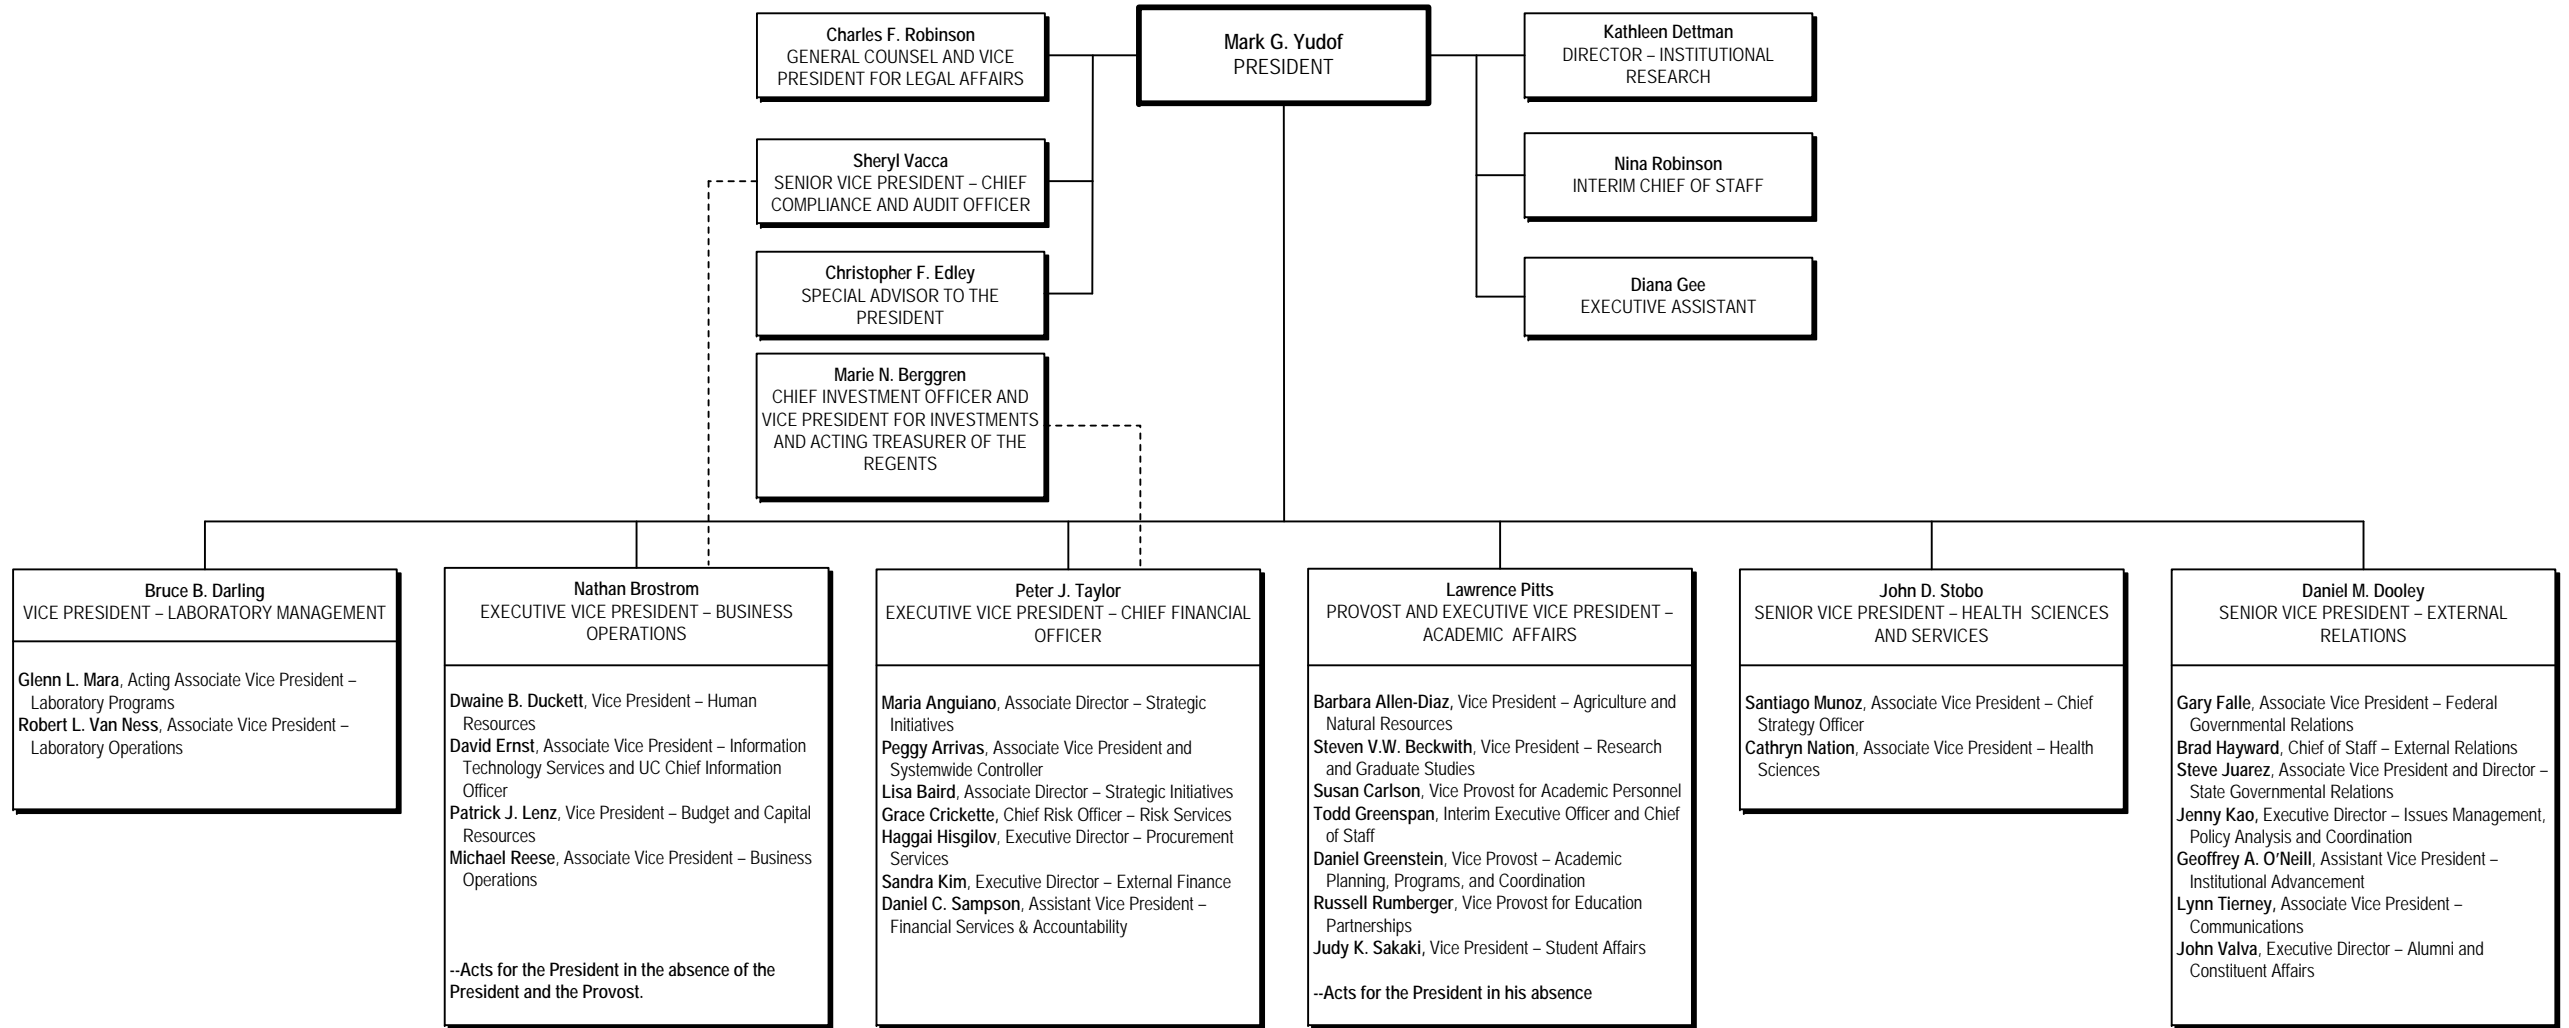 Charles F. Robinson
GENERAL COUNSEL AND VICE
PRESIDENT FOR LEGAL AFFAIRS
Mark G. Yudof
PRESIDENT
Kathleen Dettman
DIRECTOR – INSTITUTIONAL
RESEARCH
Sheryl Vacca
SENIOR VICE PRESIDENT – CHIEF
COMPLIANCE AND AUDIT OFFICER
Nina Robinson
INTERIM CHIEF OF STAFF
Christopher F. Edley
SPECIAL ADVISOR TO THE
PRESIDENT
Diana Gee
EXECUTIVE ASSISTANT
Marie N. Berggren
CHIEF INVESTMENT OFFICER AND
VICE PRESIDENT FOR INVESTMENTS
AND ACTING TREASURER OF THE
REGENTS
Bruce B. Darling
VICE PRESIDENT – LABORATORY MANAGEMENT
Glenn L. Mara, Acting Associate Vice President –
Laboratory Programs
Robert L. Van Ness, Associate Vice President –
Laboratory Operations
Nathan Brostrom
EXECUTIVE VICE PRESIDENT – BUSINESS
OPERATIONS
Dwaine B. Duckett, Vice President – Human
Resources
David Ernst, Associate Vice President – Information
Technology Services and UC Chief Information
Officer
Patrick J. Lenz, Vice President – Budget and Capital
Resources
Michael Reese, Associate Vice President – Business
Operations
--Acts for the President in the absence of the
President and the Provost.
Peter J. Taylor
EXECUTIVE VICE PRESIDENT – CHIEF FINANCIAL
OFFICER
Maria Anguiano, Associate Director – Strategic
Initiatives
Peggy Arrivas, Associate Vice President and
Systemwide Controller
Lisa Baird, Associate Director – Strategic Initiatives
Grace Crickette, Chief Risk Officer – Risk Services
Haggai Hisgilov, Executive Director – Procurement
Services
Sandra Kim, Executive Director – External Finance
Daniel C. Sampson, Assistant Vice President –
Financial Services & Accountability
Lawrence Pitts
PROVOST AND EXECUTIVE VICE PRESIDENT –
ACADEMIC AFFAIRS
Barbara Allen-Diaz, Vice President – Agriculture and
Natural Resources
Steven V.W. Beckwith, Vice President – Research
and Graduate Studies
Susan Carlson, Vice Provost for Academic Personnel
Todd Greenspan, Interim Executive Officer and Chief
of Staff
Daniel Greenstein, Vice Provost – Academic
Planning, Programs, and Coordination
Russell Rumberger, Vice Provost for Education
Partnerships
Judy K. Sakaki, Vice President – Student Affairs
--Acts for the President in his absence
John D. Stobo
SENIOR VICE PRESIDENT – HEALTH SCIENCES
AND SERVICES
Santiago Munoz, Associate Vice President – Chief
Strategy Officer
Cathryn Nation, Associate Vice President – Health
Sciences
Daniel M. Dooley
SENIOR VICE PRESIDENT – EXTERNAL
RELATIONS
Gary Falle, Associate Vice President – Federal
Governmental Relations
Brad Hayward, Chief of Staff – External Relations
Steve Juarez, Associate Vice President and Director –
State Governmental Relations
Jenny Kao, Executive Director – Issues Management,
Policy Analysis and Coordination
Geoffrey A. O'Neill, Assistant Vice President –
Institutional Advancement
Lynn Tierney, Associate Vice President –
Communications
John Valva, Executive Director – Alumni and
Constituent Affairs